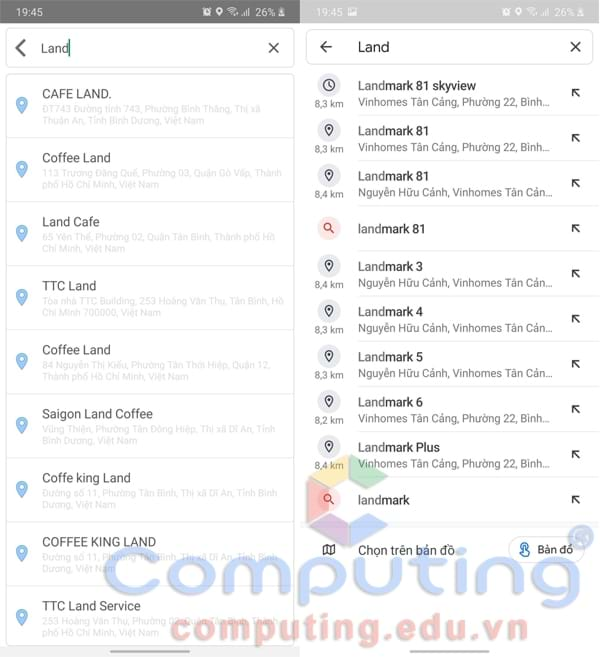 19:45
26%
Land
CAFE LAND.
ĐT743 Đường tỉnh 743, Phường Bình Thắng, Thị xã
Thuận An, Tỉnh Bình Dương, Việt Nam
Coffee Land
113 Trương Đăng Quế, Phường 03, Quận Gò Vấp, Thành
phố Hồ Chí Minh, Việt Nam
Land Cafe
65 Yên Thế, Phường 02, Quận Tân Bình, Thành phố Hồ
Chí Minh, Việt Nam
TTC Land
Tòa nhà TTC Building, 253 Hoàng Văn Thụ, Tân Bình, Hồ
Chí Minh 700000, Việt Nam
Coffee Land
84 Nguyễn Thị Kiểu, Phường Tân Thới Hiệp, Quận 12,
Thành phố Hồ Chí Minh, Việt Nam
Saigon Land Coffee
Vũng Thiện, Phường Tân Đông Hiệp, Thị xã Dĩ An, Tỉnh
Bình Dương, Việt Nam
Coffe king Land
Đường số 11, Phường Tân Bình, Thị xã Dĩ An, Tỉnh Bình
Dương, Việt Nam
COFFEE KING LAND
Đường số 11, Phường Tân Bình, Thị xã Dĩ An, Tỉnh Bình
Dương, Việt Nam
TTC Land Service
253 Hoàng Văn Thụ, Phường 02, Quận Tân Bình, Thành
phố Hồ Chí Minh, Việt Nam
19:45
26%
Land
Landmark 81 skyview
8,3 km
Vinhomes Tân Cảng, Phường 22, Bình...
Landmark 81
8,3 km
Vinhomes Tân Cảng, Phường 22, Bình...
Landmark 81
8,4 km
Nguyễn Hữu Cảnh, Vinhomes Tân Cản...
landmark 81
Landmark 3
8,4 km
Nguyễn Hữu Cảnh, Vinhomes Tân Cản...
Landmark 4
8,3 km
Nguyễn Hữu Cảnh, Vinhomes Tân Cản...
Landmark 5
8,3 km
Nguyễn Hữu Cảnh, Vinhomes Tân Cản...
Landmark 6
8,2 km
Vinhomes Tân Cảng, Phường 22, Bình...
Landmark Plus
8,4 km
Vinhomes Tân Cảng, Phường 22, Bình...
landmark
Chọn trên bản đồ
Bản đồ
Computing
computing.edu.vn